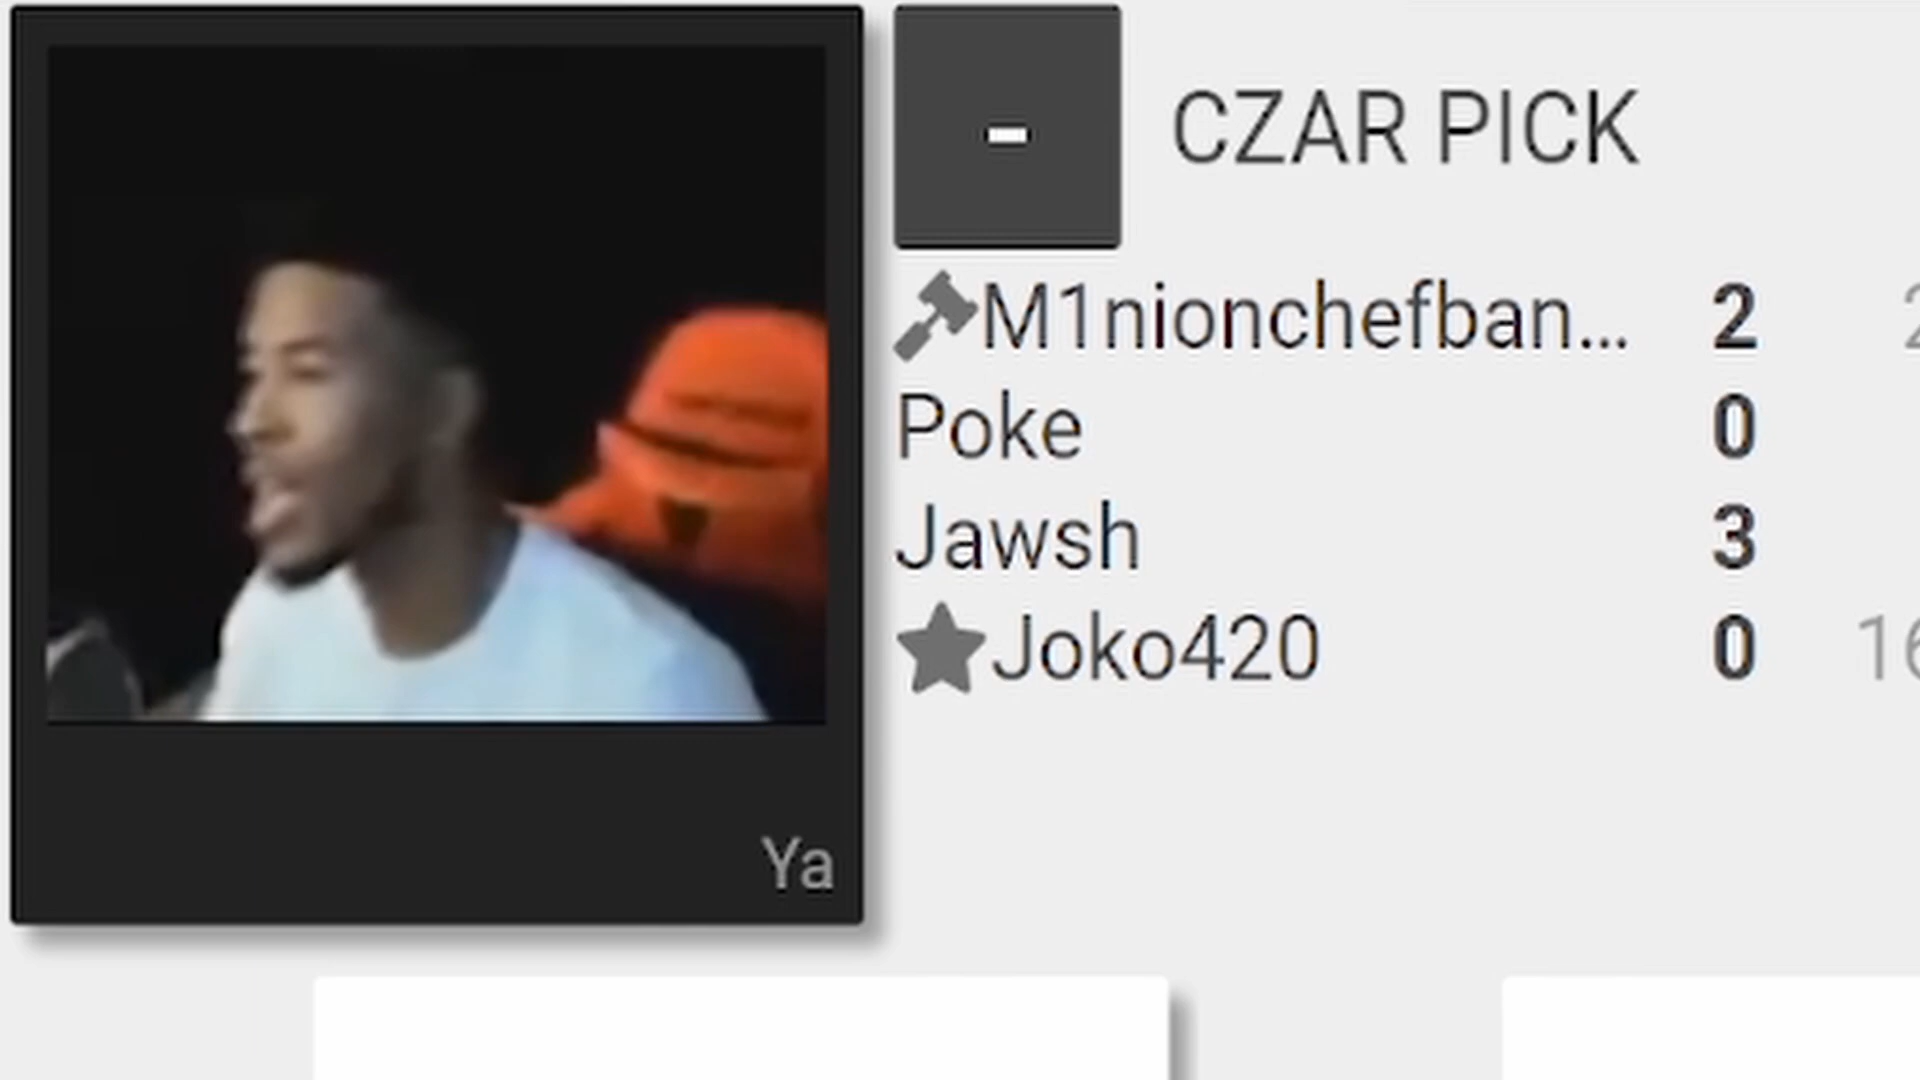 -
CZAR PICK
M1nionchefban... 2
Poke 0
Jawsh 3
Joko420 0
Ya